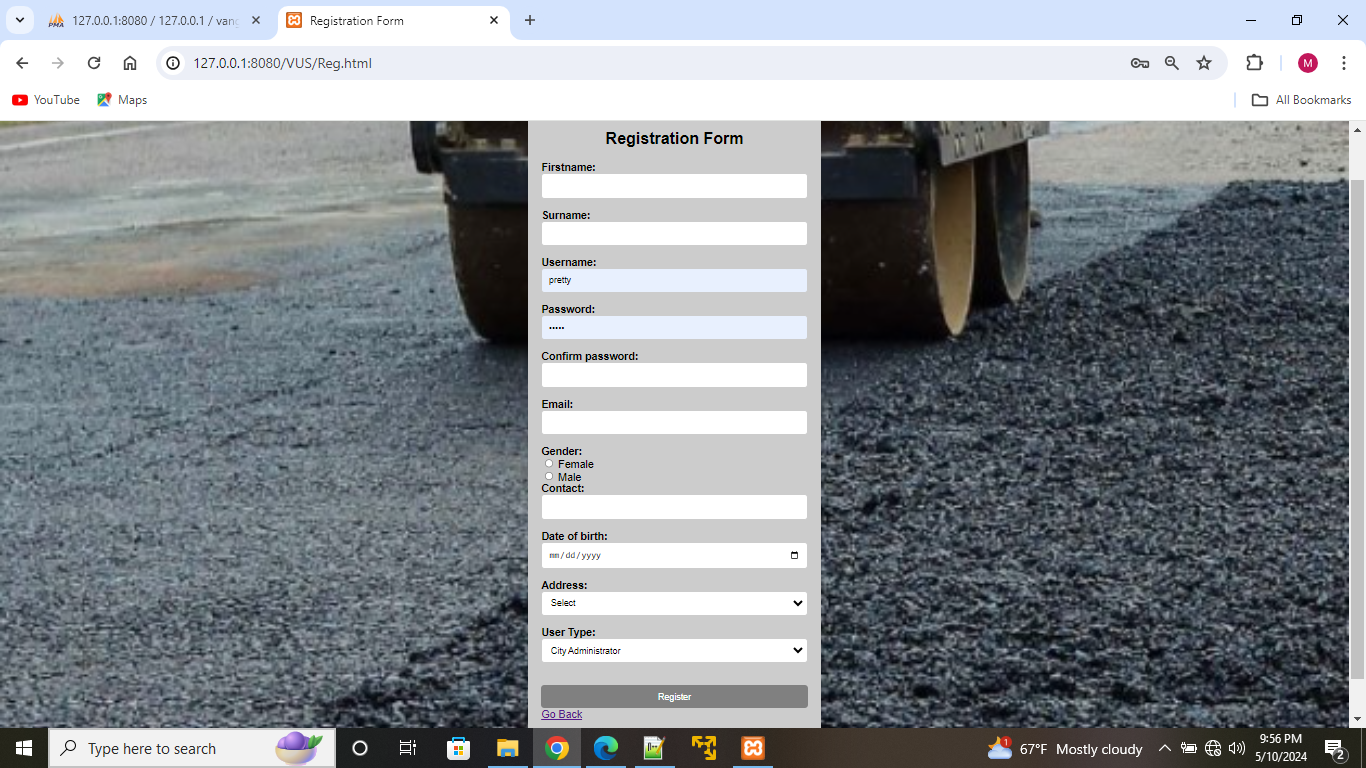 PMA
127.0.0.1:8080 / 127.0.0.1 / vang
Registration Form
127.0.0.1:8080/VUS/Reg.html
M
YouTube
Maps
All Bookmarks
Registration Form
Firstname:
Surname:
Username:
pretty
Password:
•••••
Confirm password:
Email:
Gender:
Female
Male
Contact:
Date of birth:
mm/dd/yyyy
Address:
Select
User Type:
City Administrator
Register
Go Back
Type here to search
1
67°F Mostly cloudy
9:56 PM
5/10/2024
2